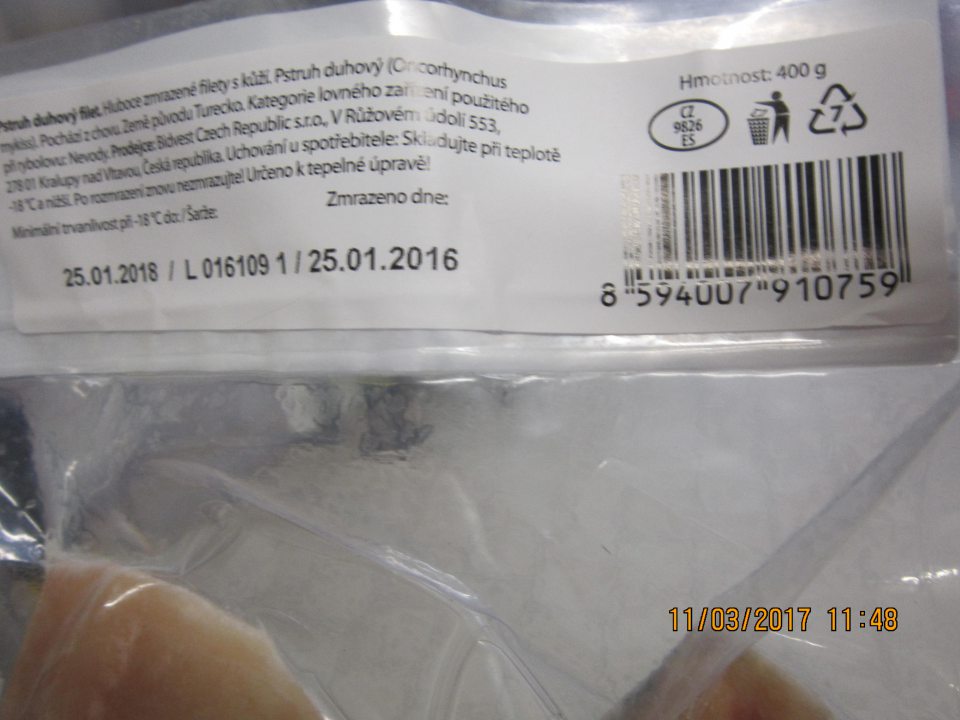 Pstruh duhový filet. Hluboce zmrazené filety s kůží. Pstruh duhový (Oncorhynchus
mykiss). Pochází z chovu. Země původu Turecko. Kategorie lovného zařízení použitého
při rybolovu: Nevody. Prodejce: Bidvest Czech Republic s.r.o., V Růžovém údolí 553,
278 01 Kralupy nad Vltavou, Česká republika. Uchování u spotřebitele: Skladujte při teplotě
-18 °C a nižší. Po rozmrazení znovu nezmrazujte! Určeno k tepelné úpravě!
Minimální trvanlivost při -18 °C do: / Šarže:
Zmrazeno dne:
25.01.2018 / L 016109 1 / 25.01.2016
Hmotnost: 400 g
CZ
9826
ES
7
8 594007 910759
11/03/2017 11:48